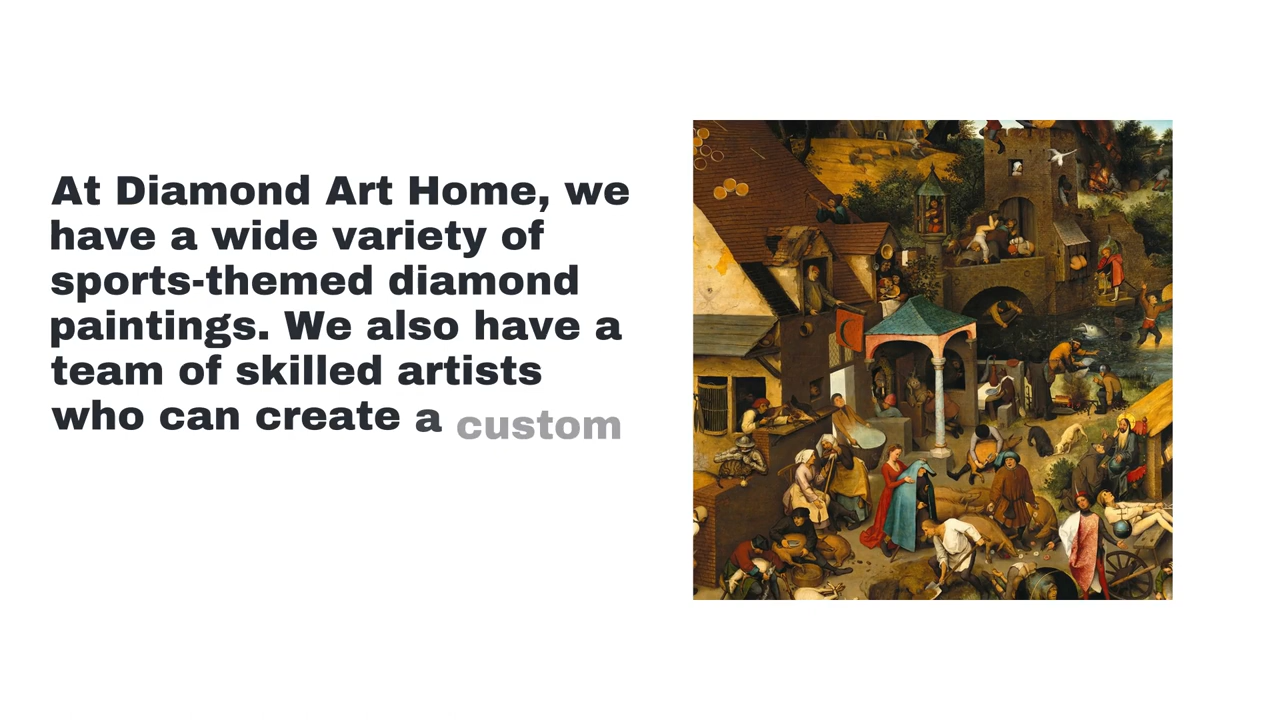 At Diamond Art Home, we
have a wide variety of
sports-themed diamond
paintings. We also have a
team of skilled artists
who can create a custom